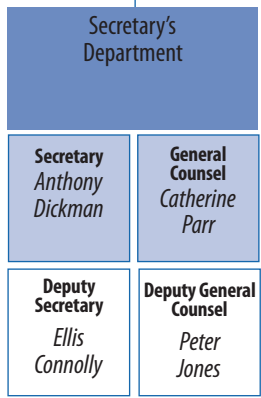 Secretary's
Department
Secretary
Anthony
Dickman
General
Counsel
Catherine
Parr
Deputy
Secretary
Ellis
Connolly
Deputy General
Counsel
Peter
Jones